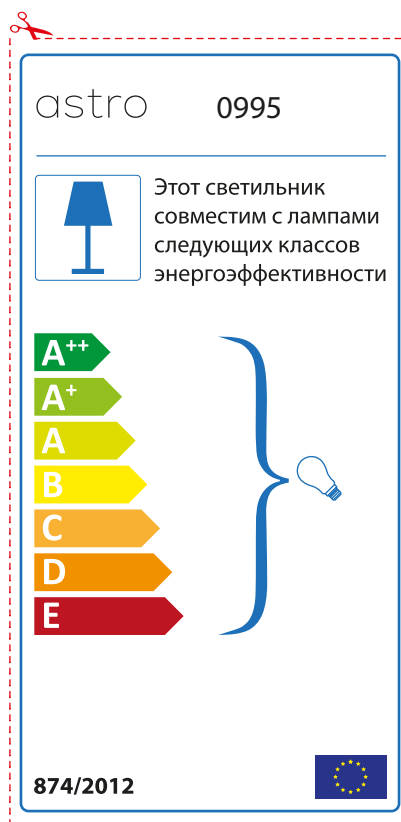 astro 0995
Этот светильник
совместим с лампами
следующих классов
энергоэффективности
A++
A+
A
B
C
D
E
874/2012